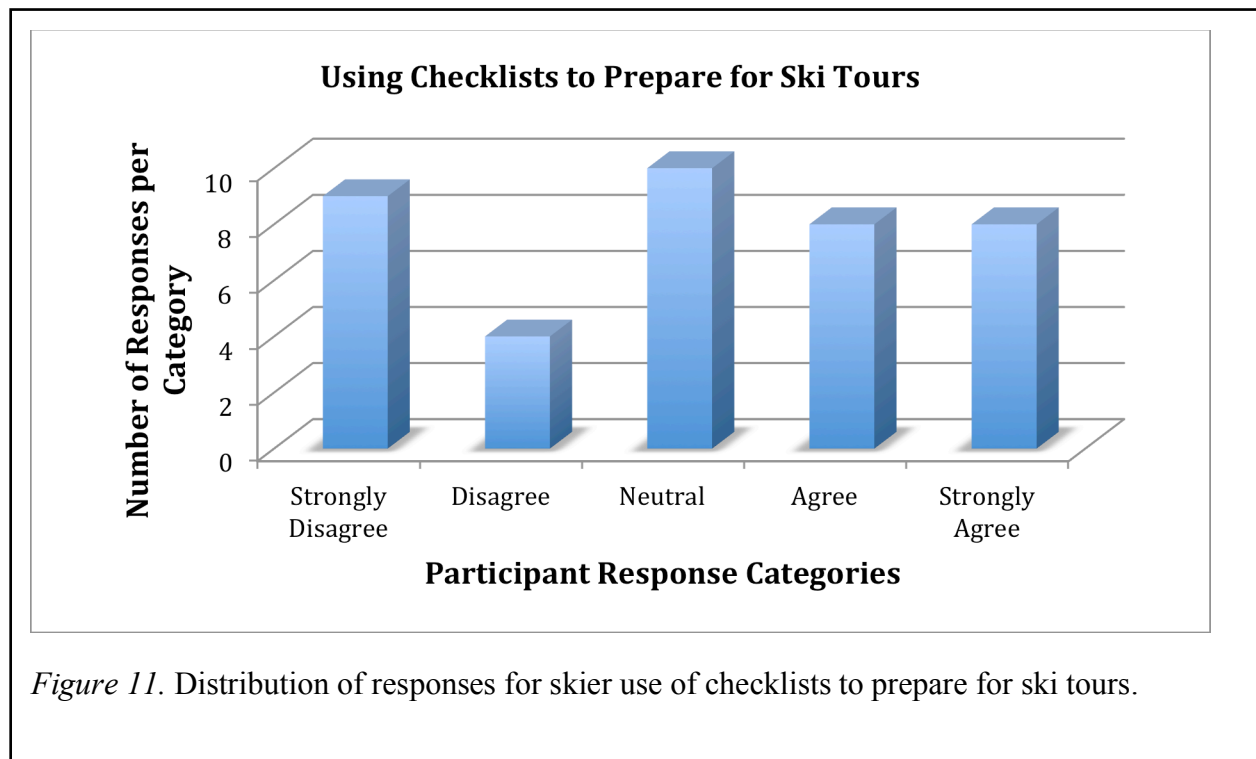 Using Checklists to Prepare for Ski Tours
Number of Responses per
Category
10
8
6
4
2
0
Strongly
Disagree
Disagree
Neutral
Agree
Strongly
Agree
Participant Response Categories
Figure 11. Distribution of responses for skier use of checklists to prepare for ski tours.